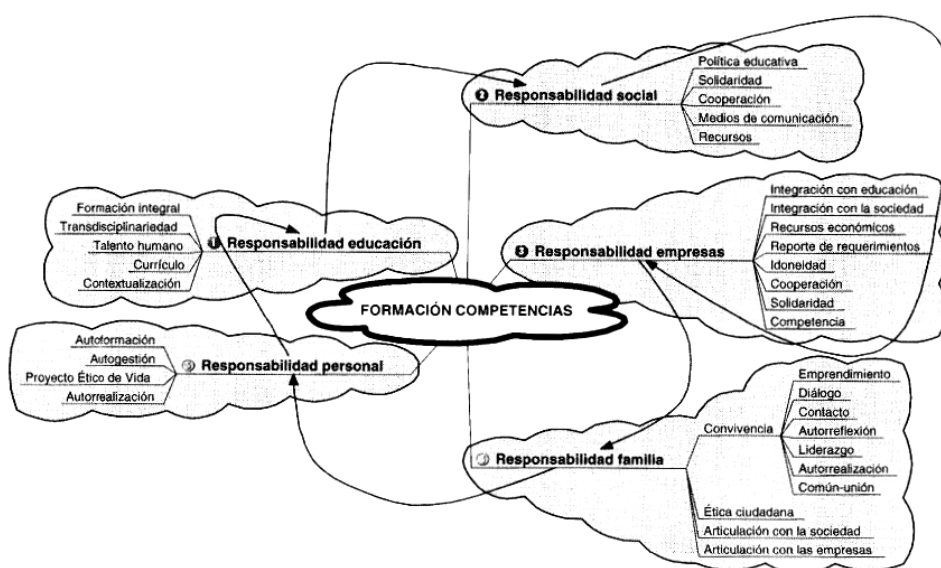 FORMACIÓN COMPETENCIAS
1 Responsabilidad educación
Formación integral
Transdisciplinariedad
Talento humano
Currículo
Contextualización
2 Responsabilidad social
Política educativa
Solidaridad
Cooperación
Medios de comunicación
Recursos
3 Responsabilidad empresas
Integración con educación
Integración con la sociedad
Recursos económicos
Reporte de requerimientos
Idoneidad
Cooperación
Solidaridad
Competencia
Responsabilidad familia
Convivencia
Emprendimiento
Diálogo
Contacto
Autorreflexión
Liderazgo
Autorrealización
Común-unión
Ética ciudadana
Articulación con la sociedad
Articulación con las empresas
Responsabilidad personal
Autoformación
Autogestión
Proyecto Ético de Vida
Autorrealización